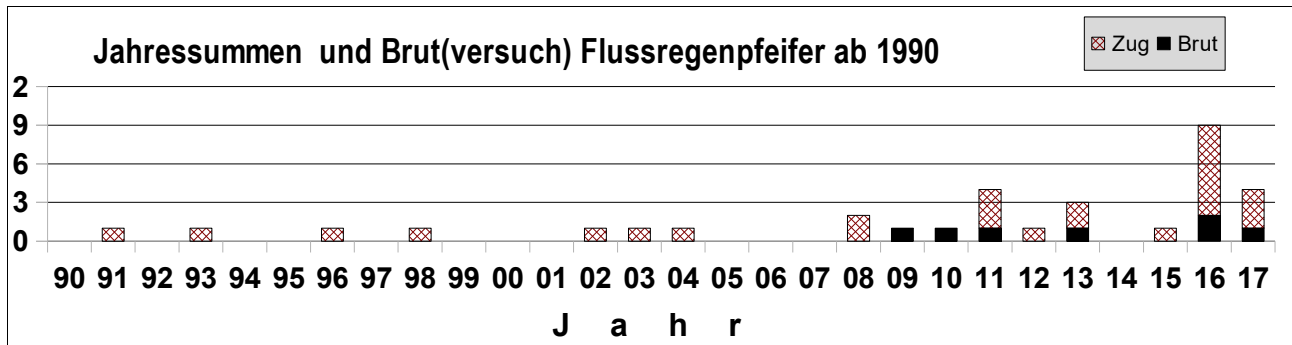 Jahressummen und Brut(versuch) Flussregenpfeifer ab 1990
Zug Brut
2
9
6
3
0
90 91 92 93 94 95 96 97 98 99 00 01 02 03 04 05 06 07 08 09 10 11 12 13 14 15 16 17
J a h r